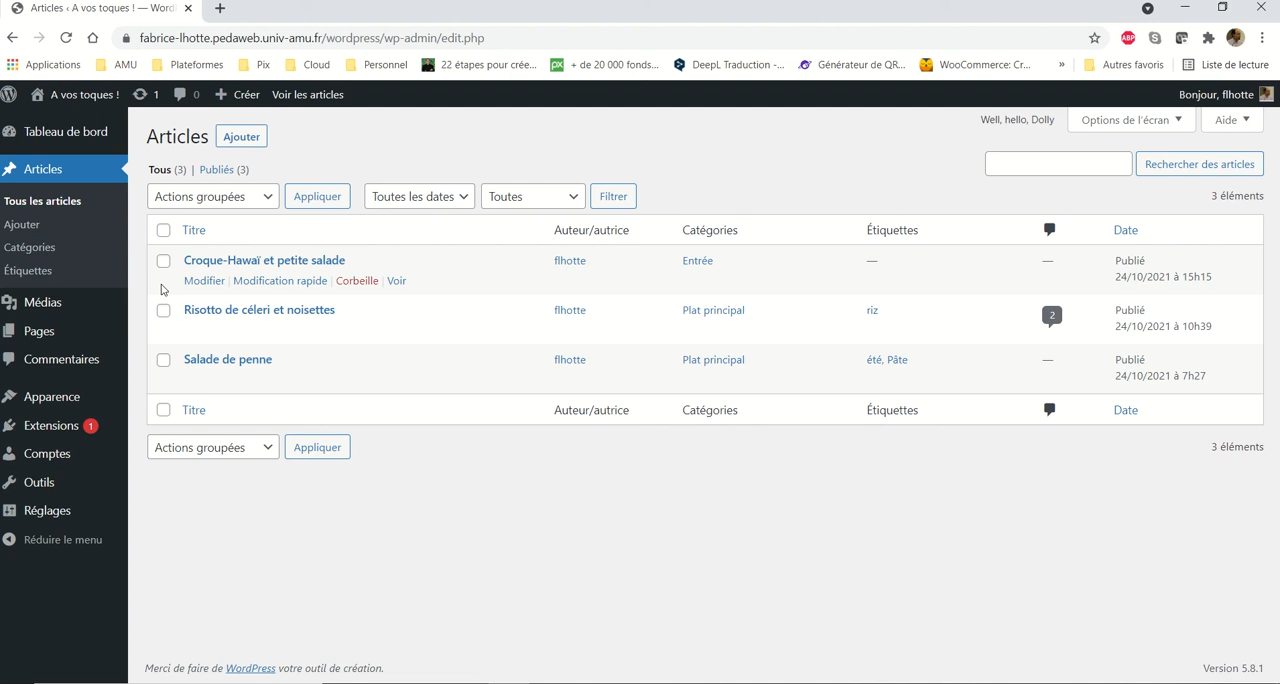 Articles ‹ A vos toques ! — Word
fabrice-lhotte.pedaweb.univ-amu.fr/wordpress/wp-admin/edit.php
ABP
Applications AMU Plateformes Pix Cloud Personnel 22 étapes pour crée... px + de 20 000 fonds... DeepL Traduction -... Générateur de QR... WooCommerce: Cr... » Autres favoris Liste de lecture
A vos toques ! 1 0 Créer Voir les articles Bonjour, flhotte
Tableau de bord
Articles
Tous les articles
Ajouter
Catégories
Étiquettes
Médias
Pages
Commentaires
Apparence
Extensions 1
Comptes
Outils
Réglages
Réduire le menu
Well, hello, Dolly Options de l'écran ▼ Aide ▼
Articles Ajouter
Tous (3) | Publiés (3)
Rechercher des articles
Actions groupées Appliquer Toutes les dates Toutes Filtrer 3 éléments
Titre Auteur/autrice Catégories Étiquettes Date
Croque-Hawaï et petite salade flhotte Entrée — — Publié
Modifier | Modification rapide | Corbeille | Voir 24/10/2021 à 15h15
Risotto de céleri et noisettes flhotte Plat principal riz 2 Publié
24/10/2021 à 10h39
Salade de penne flhotte Plat principal été, Pâte — Publié
24/10/2021 à 7h27
Titre Auteur/autrice Catégories Étiquettes Date
Actions groupées Appliquer 3 éléments
Merci de faire de WordPress votre outil de création. Version 5.8.1